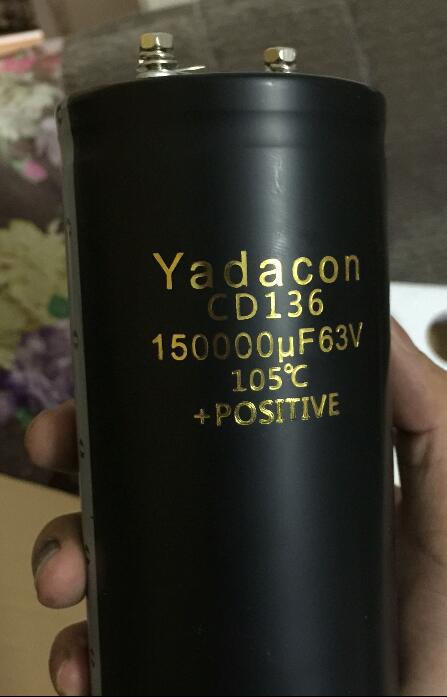 Yadacon
CD136
150000µF63V
105℃
+POSITIVE